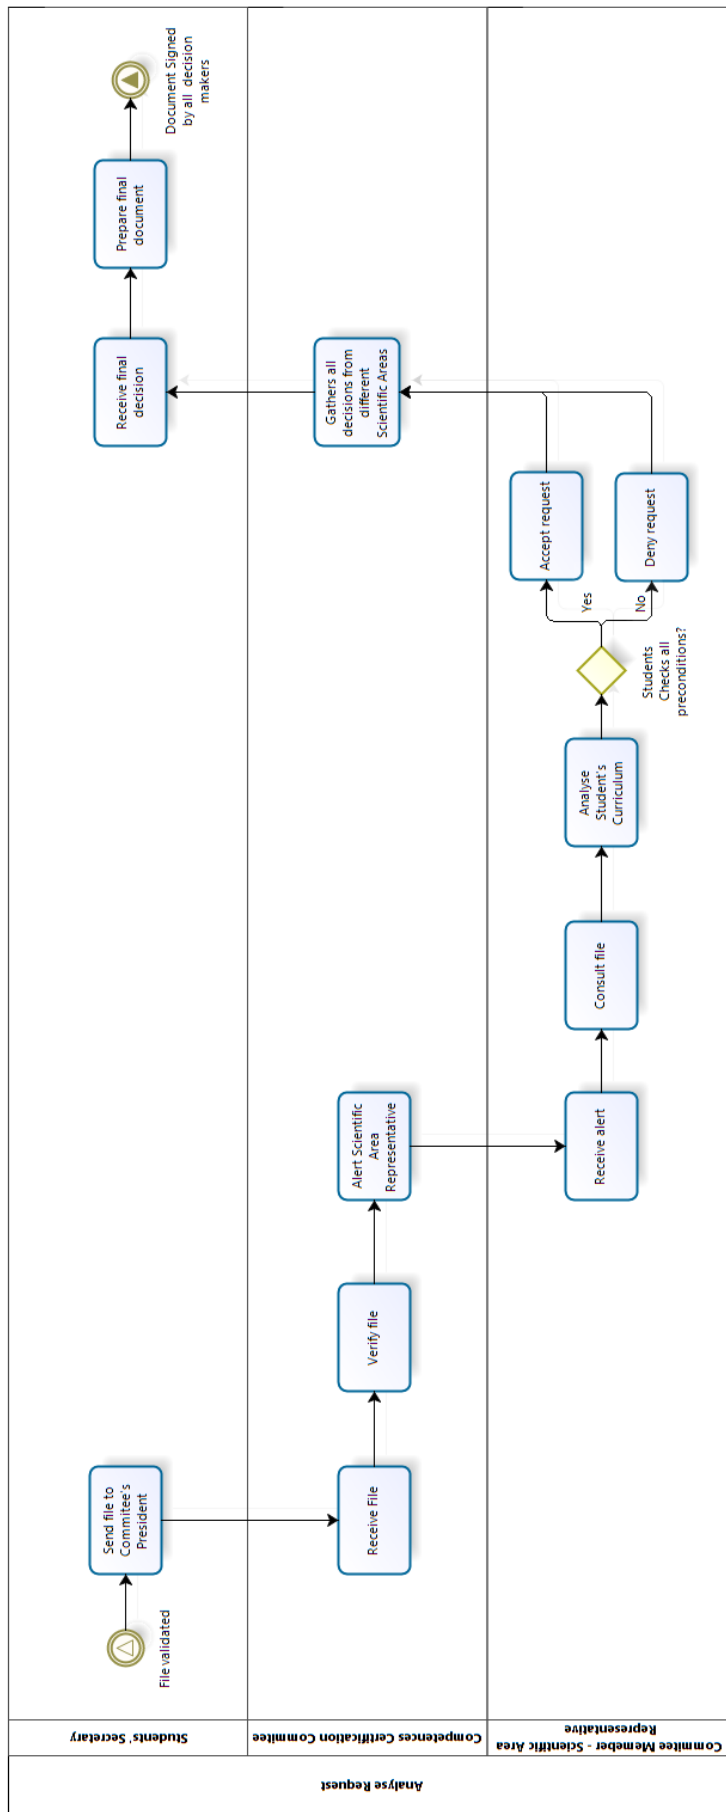 Analyse Request
Students' Secretary
File validated
Send file to
Commitee's
President
Receive final
decision
Prepare final
document
Document Signed
by all decision
makers
Competences Certification Commitee
Receive File
Verify file
Alert Scientific
Area
Representative
Gathers all
decisions from
different
Scientific Areas
Commitee Memeber - Scientific Area
Representative
Receive alert
Consult file
Analyse
Student's
Curriculum
Students
Checks all
preconditions?
Yes
No
Accept request
Deny request